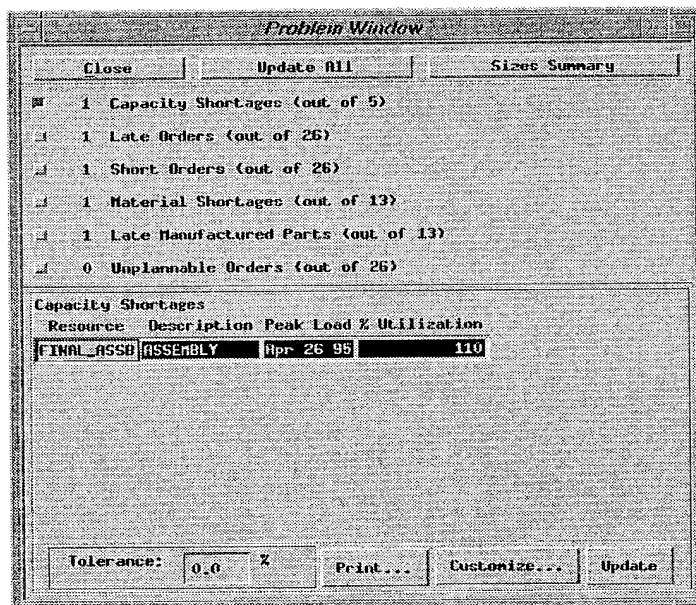 Problem Window
Close Update All Sizes Summary
1 Capacity Shortages (out of 5)
1 Late Orders (out of 26)
1 Short Orders (out of 26)
1 Material Shortages (out of 13)
1 Late Manufactured Parts (out of 13)
0 Unplannable Orders (out of 26)
Capacity Shortages
Resource Description Peak Load % Utilization
FINAL_ASSB ASSEMBLY Apr 26 95 110
Tolerance: 0.0 % Print... Customize... Update